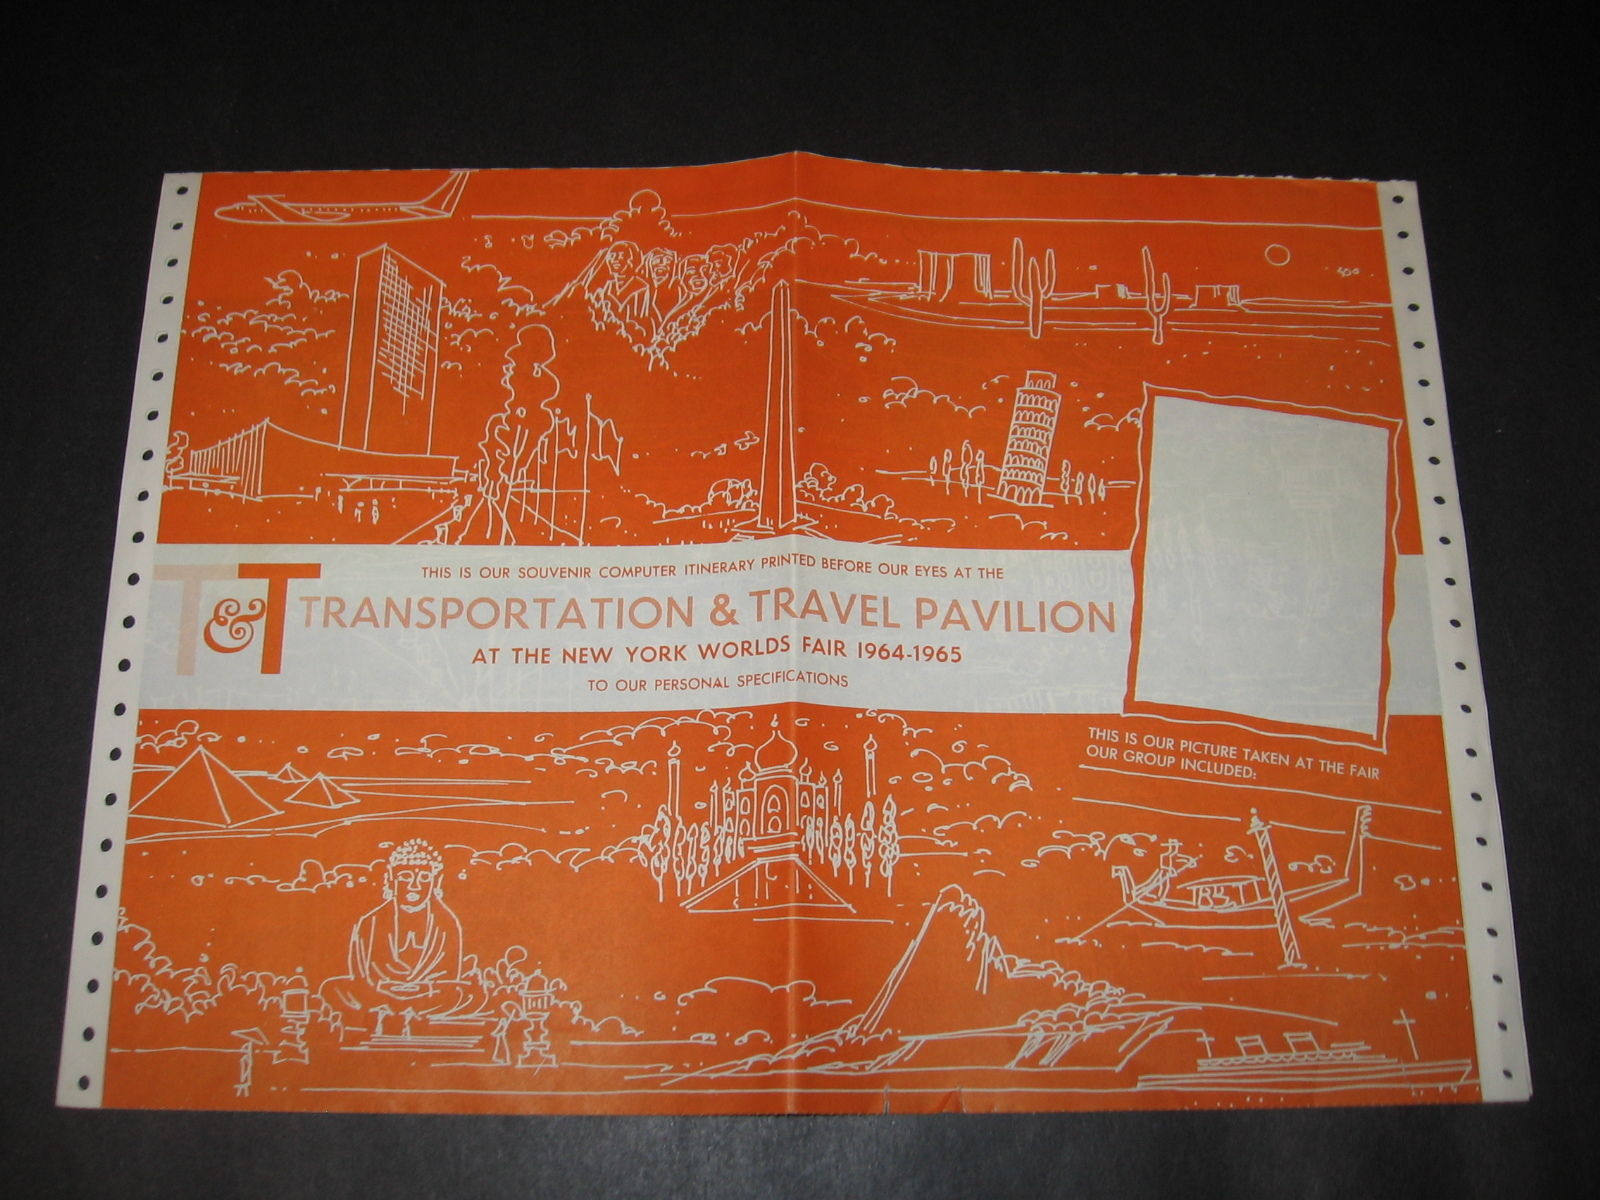 THIS IS OUR SOUVENIR COMPUTER ITINERARY PRINTED BEFORE OUR EYES AT THE
T&T TRANSPORTATION & TRAVEL PAVILION
AT THE NEW YORK WORLDS FAIR 1964-1965
TO OUR PERSONAL SPECIFICATIONS
THIS IS OUR PICTURE TAKEN AT THE FAIR
OUR GROUP INCLUDED: